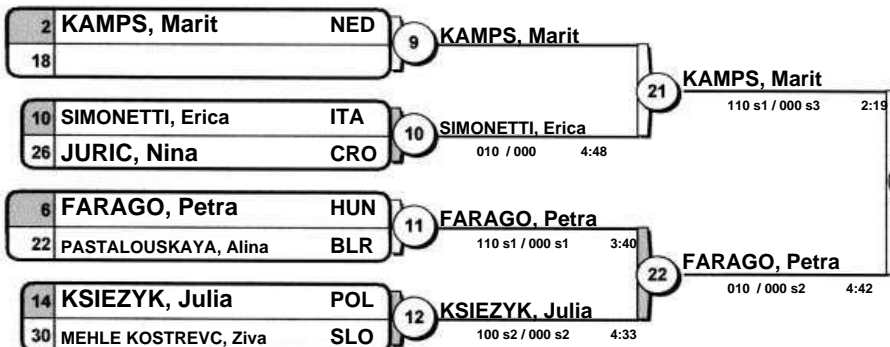 2 KAMPS, Marit NED
18
9 KAMPS, Marit
10 SIMONETTI, Erica ITA
26 JURIC, Nina CRO
10 SIMONETTI, Erica
010 / 000 4:48
21 KAMPS, Marit
110 s1 / 000 s3 2:19
6 FARAGO, Petra HUN
22 PASTALOUSKAYA, Alina BLR
11 FARAGO, Petra
110 s1 / 000 s1 3:40
14 KSIEZYK, Julia POL
30 MEHLE KOSTREVC, Ziva SLO
12 KSIEZYK, Julia
100 s2 / 000 s2 4:33
22 FARAGO, Petra
010 / 000 s2 4:42